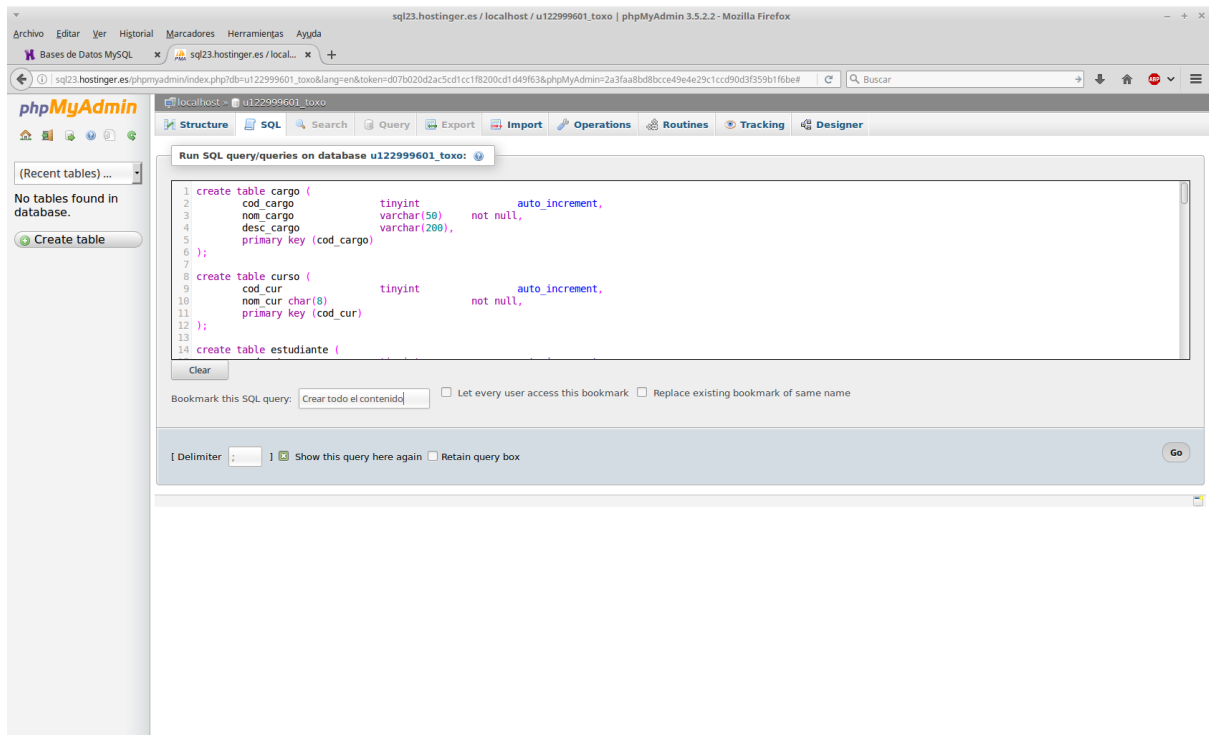 sql23.hostinger.es / localhost / u122999601_toxo | phpMyAdmin 3.5.2.2 - Mozilla Firefox
Archivo Editar Ver Historial Marcadores Herramientas Ayuda
Bases de Datos MySQL
sql23.hostinger.es / local...
sql23.hostinger.es/phpmyadmin/index.php?db=u122999601_toxo&lang=en&token=d07b020d2ac5cd1cc1f8200cd1d49f63&phpMyAdmin=2a3faa8bd8bcce49e4e29c1ccd90d3f359b1f6be#
Buscar
ABP
phpMyAdmin
localhost » u122999601_toxo
Structure SQL Search Query Export Import Operations Routines Tracking Designer
(Recent tables) ...
No tables found in
database.
Create table
Run SQL query/queries on database u122999601_toxo:
1 create table cargo (
2 cod_cargo tinyint auto_increment,
3 nom_cargo varchar(50) not null,
4 desc_cargo varchar(200),
5 primary key (cod_cargo)
6 );
7
8 create table curso (
9 cod_cur tinyint auto_increment,
10 nom_cur char(8) not null,
11 primary key (cod_cur)
12 );
13
14 create table estudiante (
Clear
Bookmark this SQL query: Crear todo el contenido Let every user access this bookmark Replace existing bookmark of same name
[ Delimiter ; ] Show this query here again Retain query box
Go